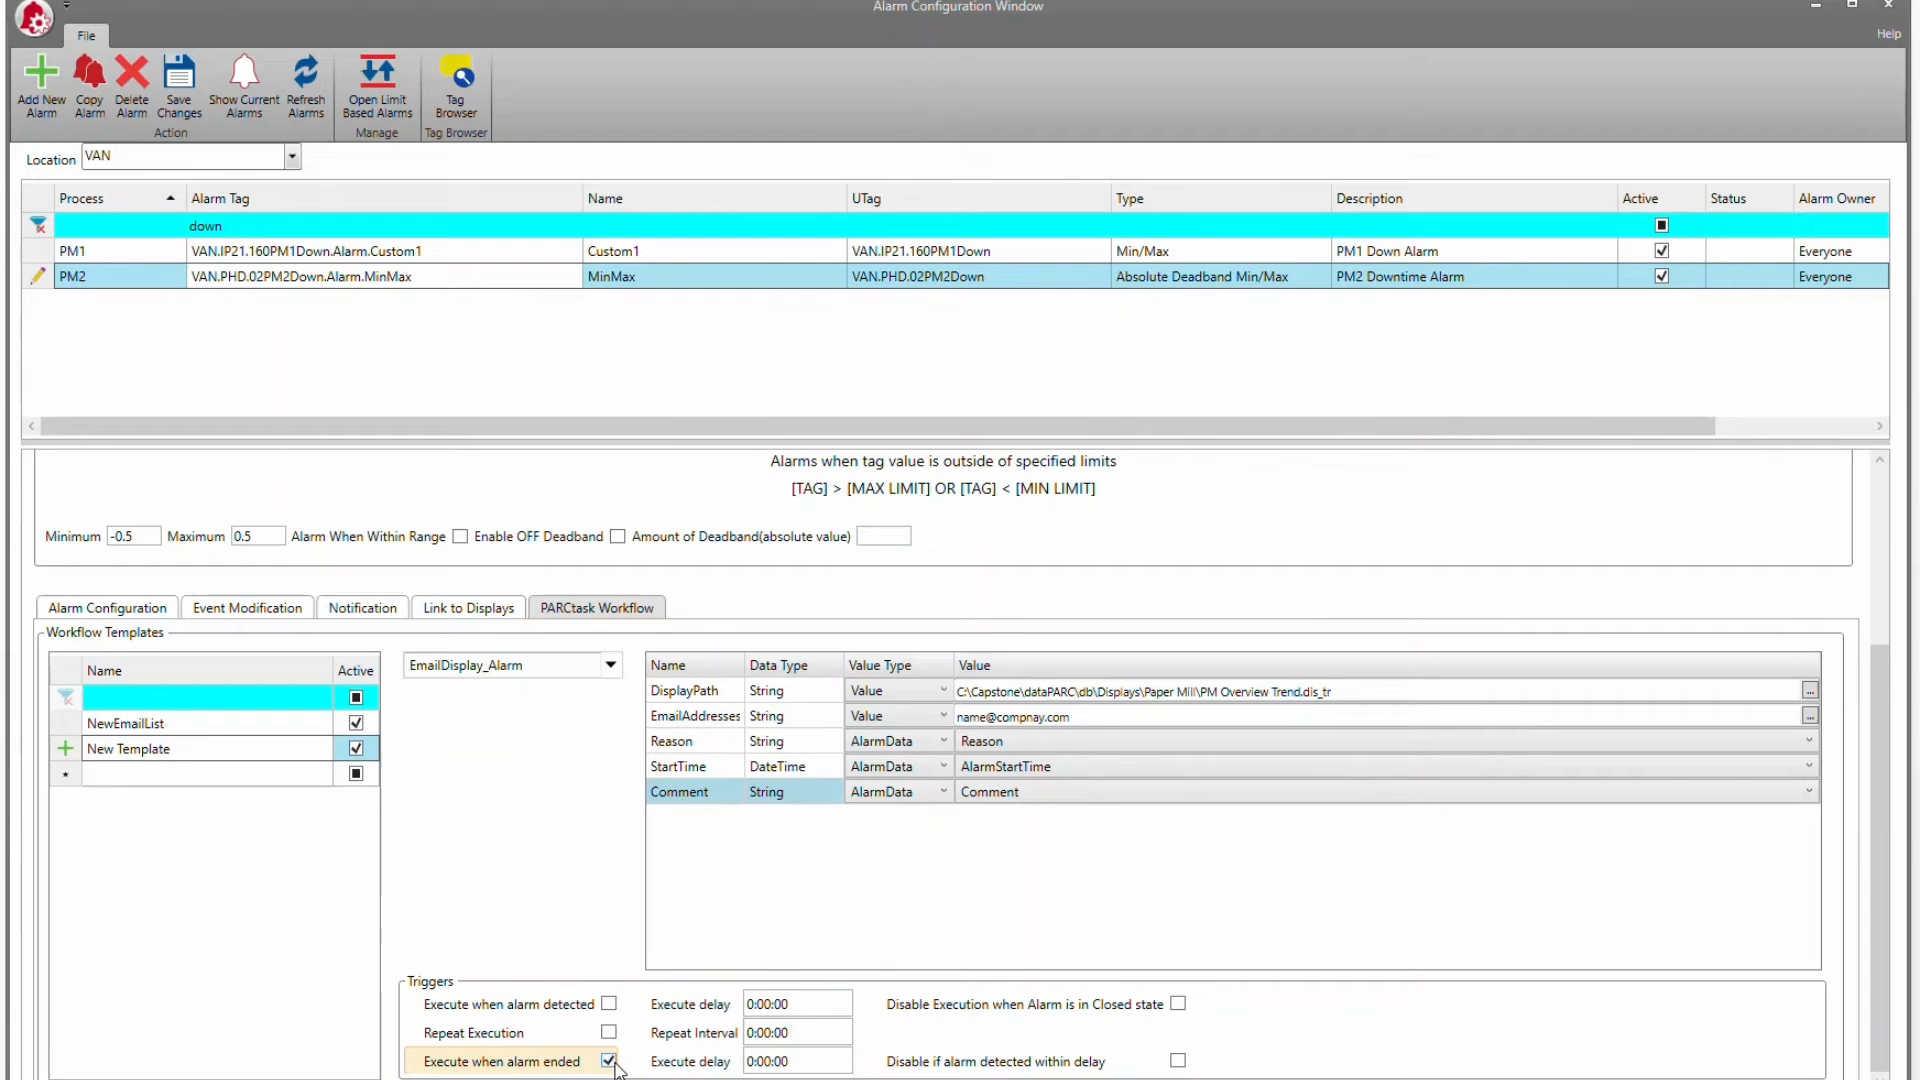 Alarm Configuration Window
File
Help
Add New Alarm
Copy Alarm
Delete Alarm
Save Changes
Show Current Alarms
Refresh Alarms
Open Limit Based Alarms
Tag Browser
Action
Manage
Tag Browser
Location VAN
Process Alarm Tag Name UTag Type Description Active Status Alarm Owner
down
PM1 VAN.IP21.160PM1Down.Alarm.Custom1 Custom1 VAN.IP21.160PM1Down Min/Max PM1 Down Alarm Everyone
PM2 VAN.PHD.02PM2Down.Alarm.MinMax MinMax VAN.PHD.02PM2Down Absolute Deadband Min/Max PM2 Downtime Alarm Everyone
Alarms when tag value is outside of specified limits
[TAG] > [MAX LIMIT] OR [TAG] < [MIN LIMIT]
Minimum -0.5 Maximum 0.5 Alarm When Within Range Enable OFF Deadband Amount of Deadband(absolute value)
Alarm Configuration Event Modification Notification Link to Displays PARCtask Workflow
Workflow Templates
Name Active
NewEmailList
New Template
*
EmailDisplay_Alarm
Name Data Type Value Type Value
DisplayPath String Value C:\Capstone\dataPARC\db\Displays\Paper Mill\PM Overview Trend.dis_tr ...
EmailAddresses String Value name@compnay.com ...
Reason String AlarmData Reason
StartTime DateTime AlarmData AlarmStartTime
Comment String AlarmData Comment
Triggers
Execute when alarm detected Execute delay 0:00:00 Disable Execution when Alarm is in Closed state
Repeat Execution Repeat Interval 0:00:00
Execute when alarm ended Execute delay 0:00:00 Disable if alarm detected within delay